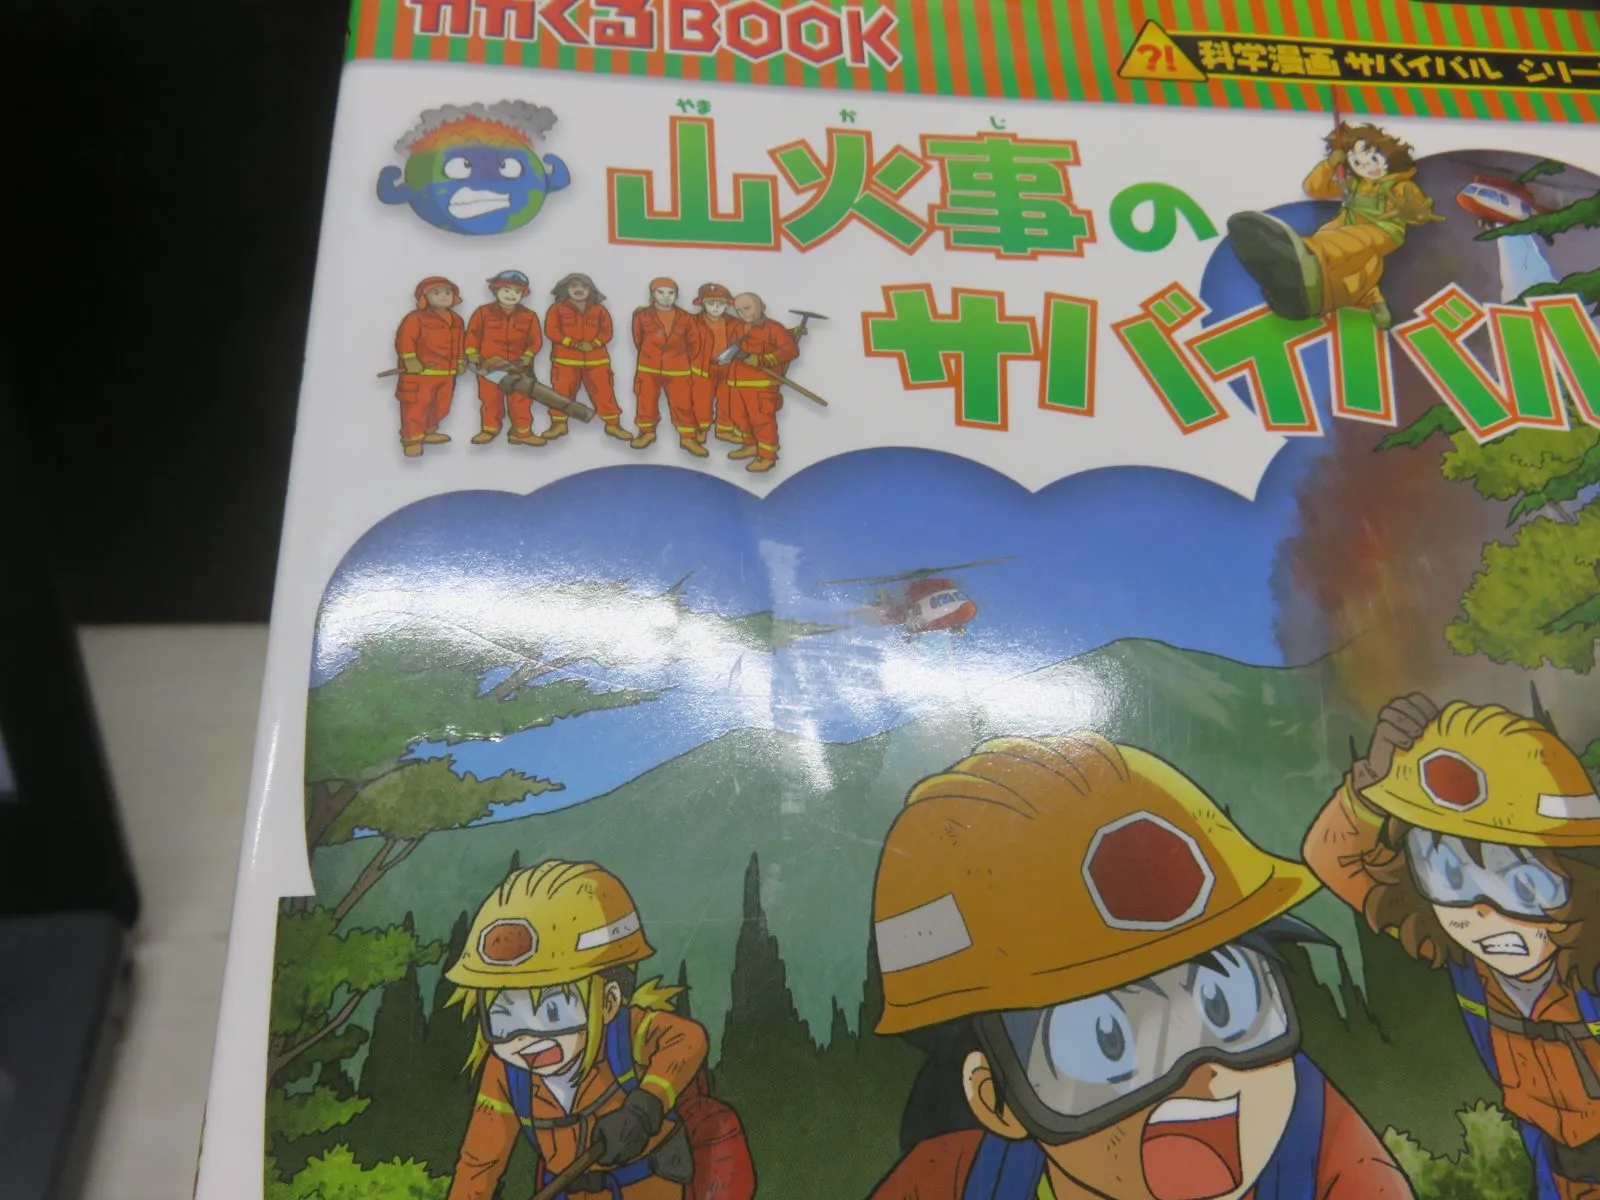 かがくるBOOK
?! 科学漫画 サバイバル シリー
やま か じ
山火事の
サバイバル